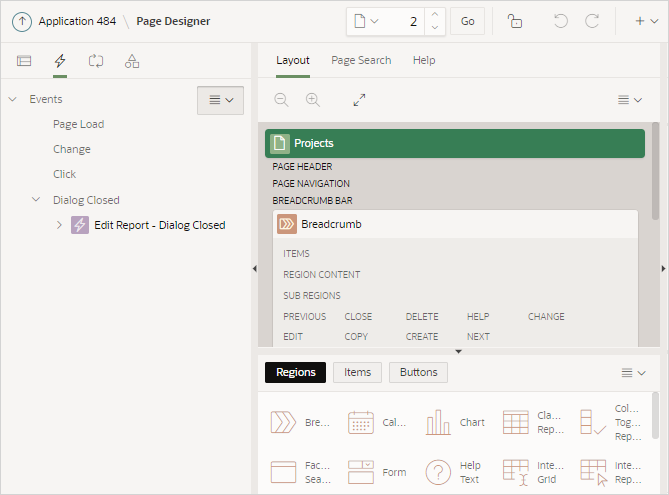 Application 484 \ Page Designer
2
Go
Layout Page Search Help
Events
Page Load
Change
Click
Dialog Closed
Edit Report - Dialog Closed
Projects
PAGE HEADER
PAGE NAVIGATION
BREADCRUMB BAR
Breadcrumb
ITEMS
REGION CONTENT
SUB REGIONS
PREVIOUS CLOSE DELETE HELP CHANGE
EDIT COPY CREATE NEXT
Regions Items Buttons
Bre...
Cal...
Chart
Cla...
Rep...
Col...
Tog...
Rep...
Fac...
Sea...
Form
Help
Text
Inte...
Grid
Inte...
Rep...